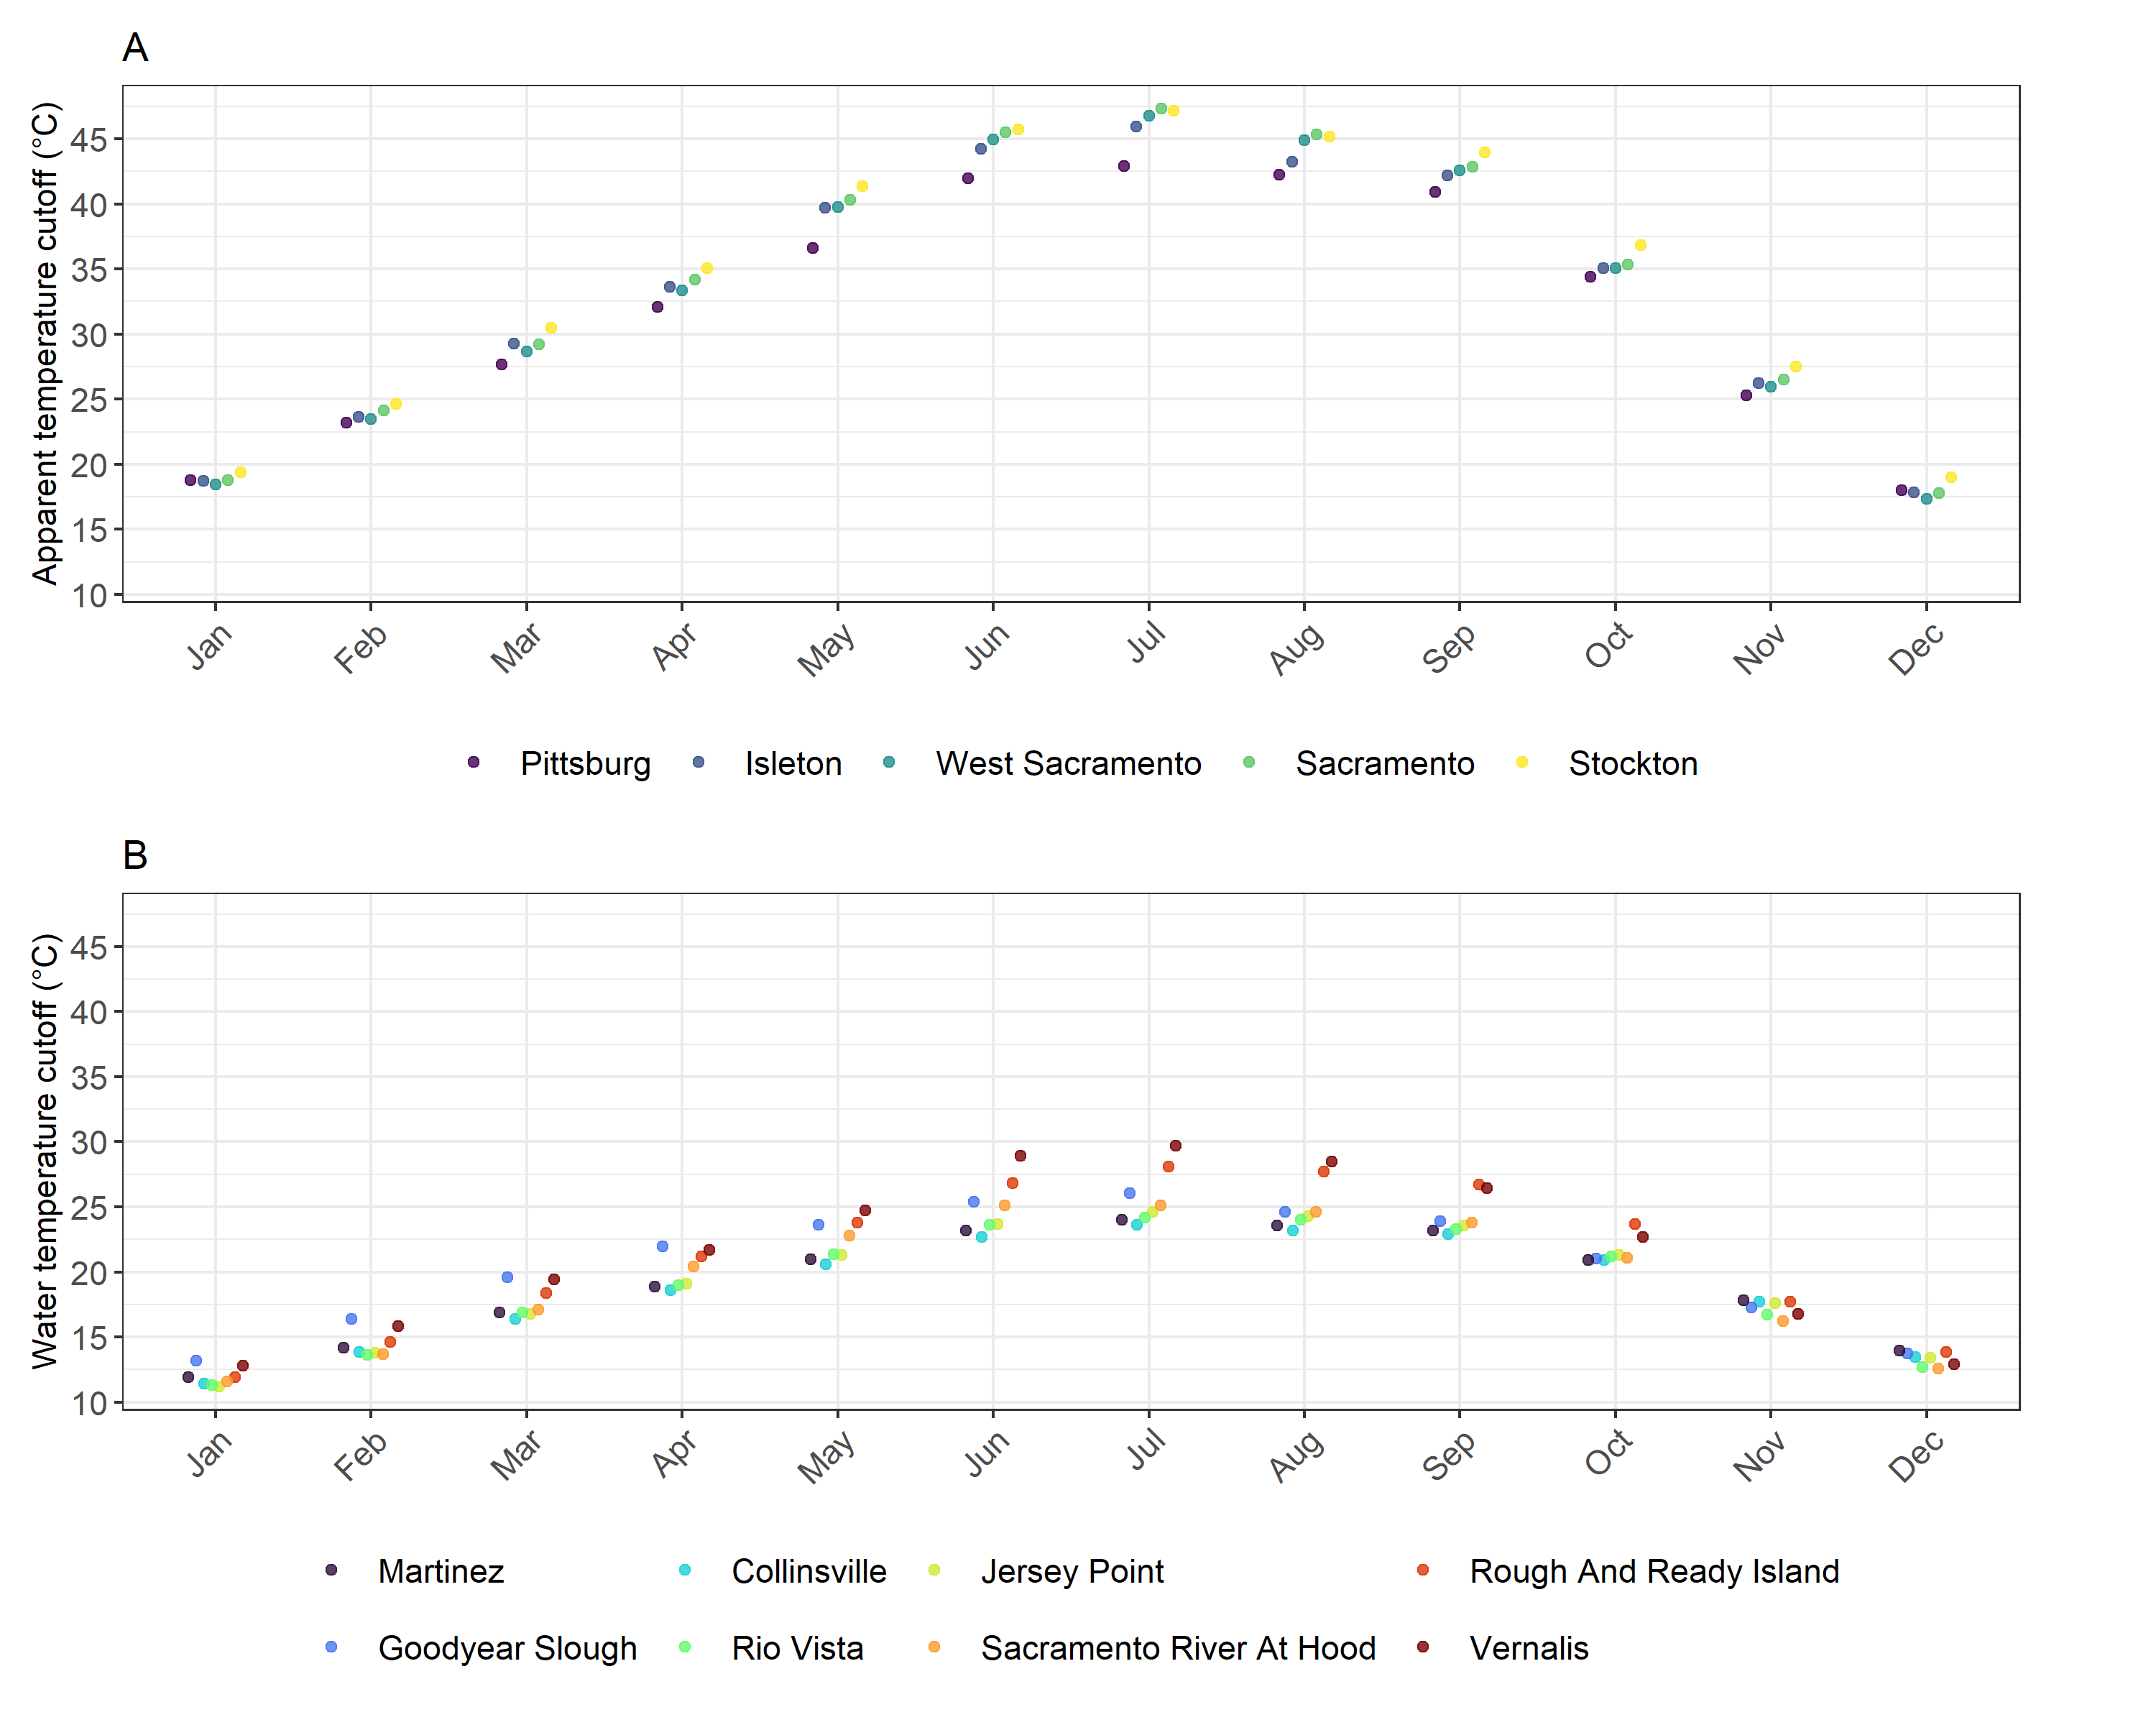 A
Apparent temperature cutoff (°C)
45
40
35
30
25
20
15
10
Jan Feb Mar Apr May Jun Jul Aug Sep Oct Nov Dec
Pittsburg Isleton West Sacramento Sacramento Stockton
B
Water temperature cutoff (°C)
45
40
35
30
25
20
15
10
Jan Feb Mar Apr May Jun Jul Aug Sep Oct Nov Dec
Martinez Collinsville Jersey Point Rough And Ready Island
Goodyear Slough Rio Vista Sacramento River At Hood Vernalis